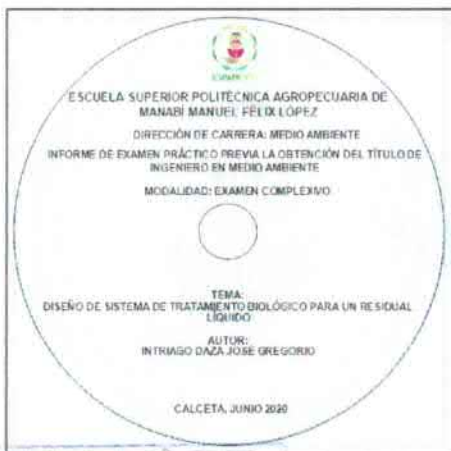 ESCUELA SUPERIOR POLITÉCNICA AGROPECUARIA DE
MANABÍ MANUEL FÉLIX LÓPEZ
DIRECCIÓN DE CARRERA: MEDIO AMBIENTE
INFORME DE EXAMEN PRÁCTICO PREVIA LA OBTENCIÓN DEL TÍTULO DE
INGENIERO EN MEDIO AMBIENTE
MODALIDAD: EXAMEN COMPLEXIVO
TEMA:
DISEÑO DE SISTEMA DE TRATAMIENTO BIOLÓGICO PARA UN RESIDUAL
LÍQUIDO
AUTOR:
INTRIAGO DAZA JOSE GREGORIO
CALCETA, JUNIO 2020